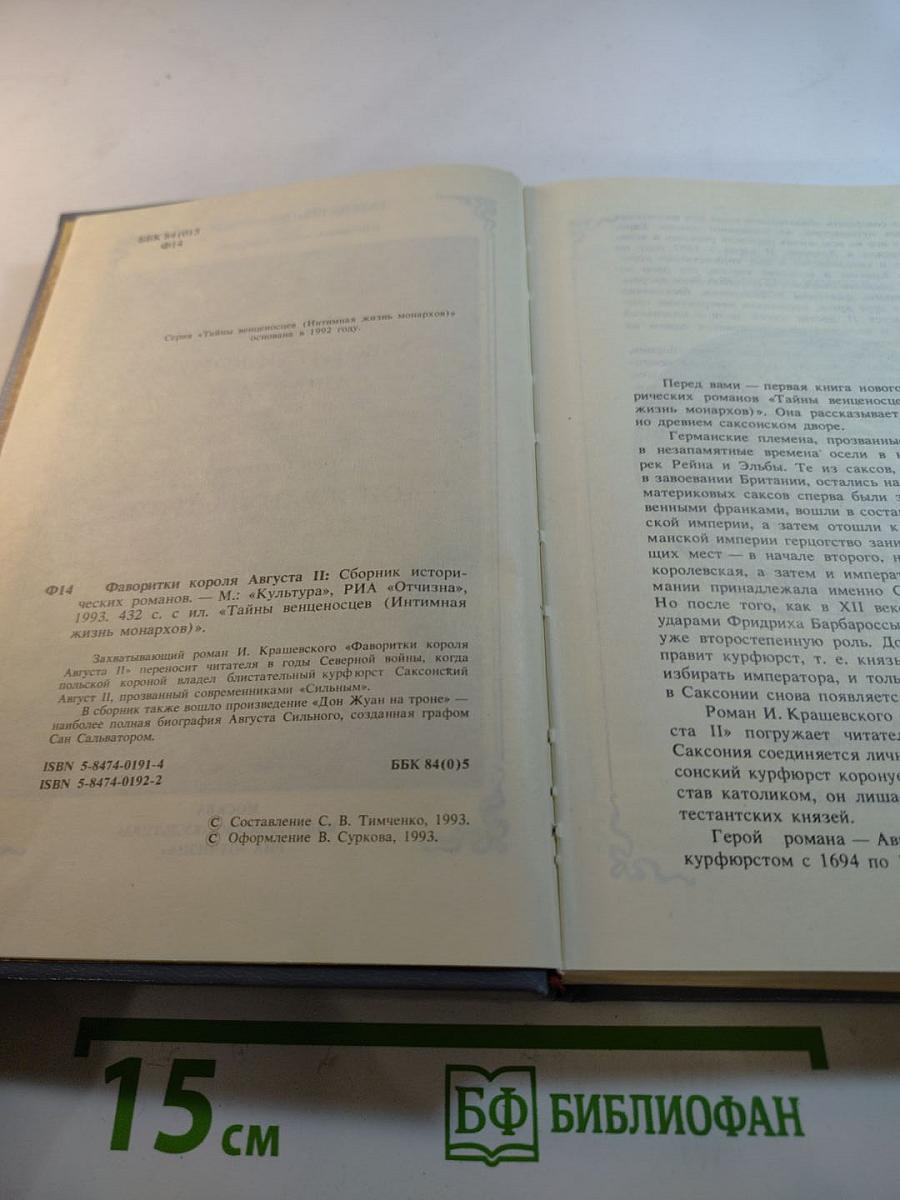 ББК 84(0)5
Ф14
Серия «Тайны венценосцев (Интимная жизнь монархов)»
основана в 1992 году.
Ф14 Фаворитки короля Августа II: Сборник истори-
ческих романов. — М.: «Культура», РИА «Отчизна»,
1993. 432 с. с ил. «Тайны венценосцев (Интимная
жизнь монархов)».
Захватывающий роман И. Крашевского «Фаворитки короля
Августа II» переносит читателя в годы Северной войны, когда
польской короной владел блистательный курфюрст Саксонский
Август II, прозванный современниками «Сильным».
В сборник также вошло произведение «Дон Жуан на троне» —
наиболее полная биография Августа Сильного, созданная графом
Сан Сальватором.
ISBN 5-8474-0191-4
ISBN 5-8474-0192-2
ББК 84(0)5
© Составление С. В. Тимченко, 1993.
© Оформление В. Суркова, 1993.
Перед вами — первая книга нового
рических романов «Тайны венценосце
жизнь монархов)». Она рассказывает
но древнем саксонском дворе.
Германские племена, прозванные
в незапамятные времена осели в
рек Рейна и Эльбы. Те из саксов,
в завоевании Британии, остались на
материковых саксов сперва были з
венными франками, вошли в соста
ской империи, а затем отошли к
манской империи герцогство зани
щих мест — в начале второго, н
королевская, а затем и императ
мании принадлежала именно С
Но после того, как в XII век
ударами Фридриха Барбароссы
уже второстепенную роль. До
правит курфюрст, т. е. князь
избирать императора, и толь
в Саксонии снова появляетс
Роман И. Крашевского
ста II» погружает читател
Саксония соединяется личн
сонский курфюрст коронуе
став католиком, он лиша
тестантских князей.
Герой романа — Авг
курфюрстом с 1694 по
15 см
БФ БИБЛИОФАН